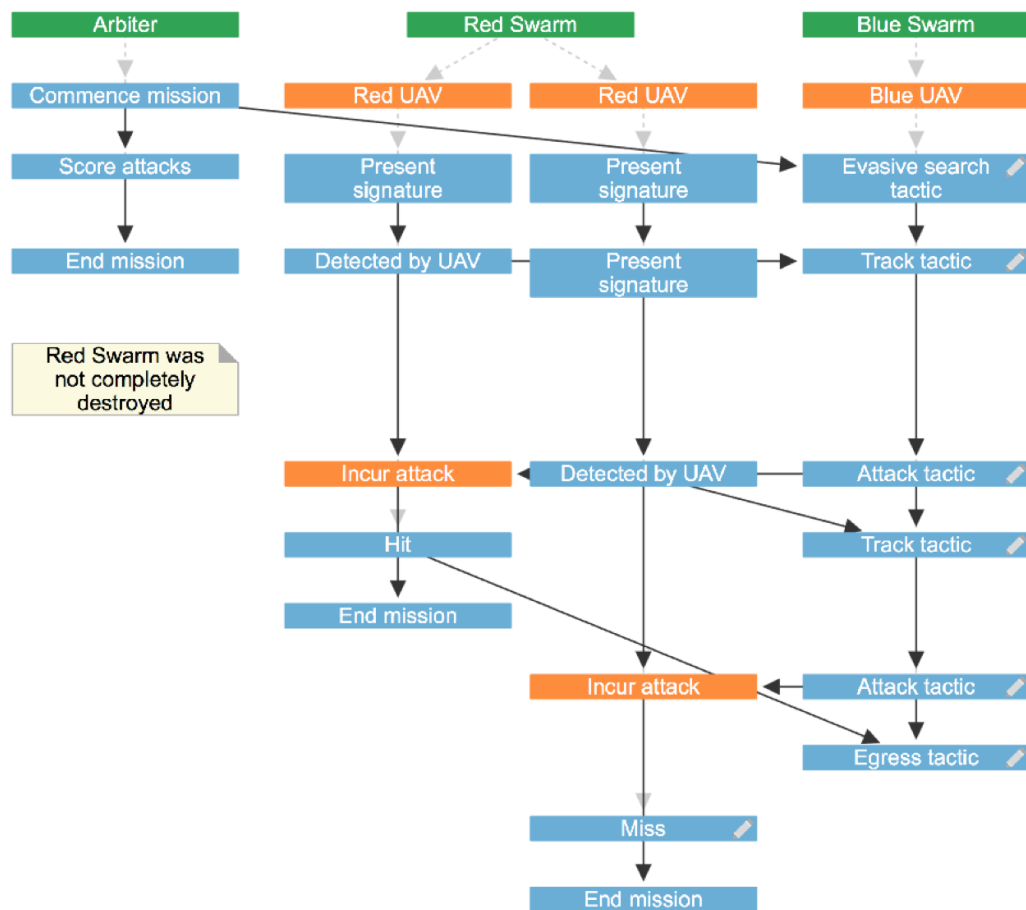 Arbiter
Red Swarm
Blue Swarm
Commence mission
Red UAV
Red UAV
Blue UAV
Score attacks
Present
signature
Present
signature
Evasive search
tactic
End mission
Detected by UAV
Present
signature
Track tactic
Red Swarm was
not completely
destroyed
Incur attack
Detected by UAV
Attack tactic
Hit
Track tactic
End mission
Incur attack
Attack tactic
Egress tactic
Miss
End mission